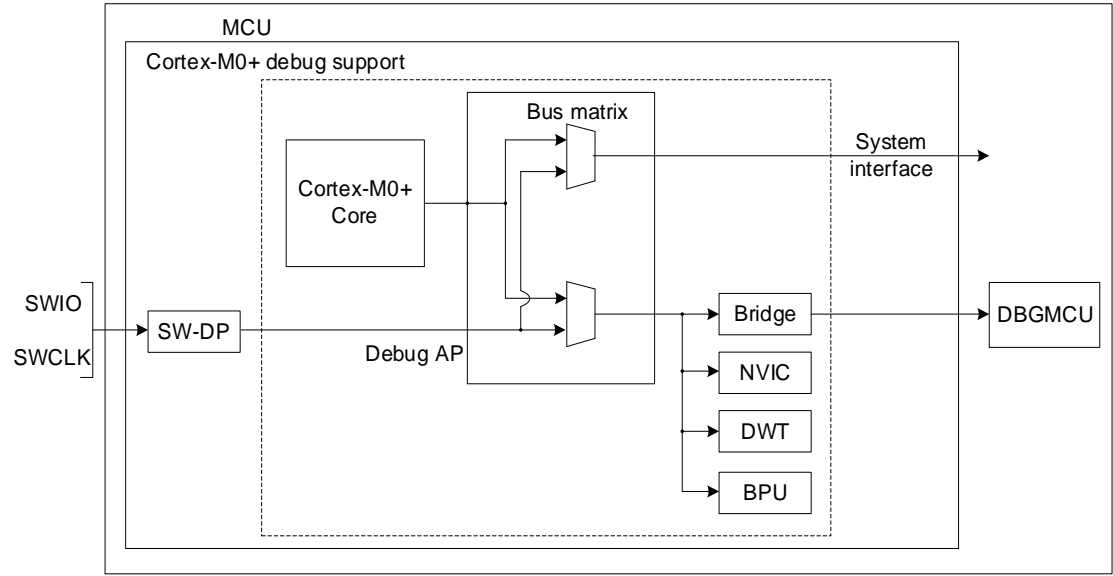 MCU
Cortex-M0+ debug support
Bus matrix
System
interface
Cortex-M0+
Core
SWIO
SWCLK
SW-DP
Debug AP
Bridge
DBGMCU
NVIC
DWT
BPU